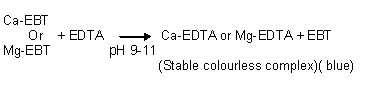 Ca-EBT
Or + EDTA Ca-EDTA or Mg-EDTA + EBT
Mg-EBT pH 9-11
(Stable colourless complex)( blue)